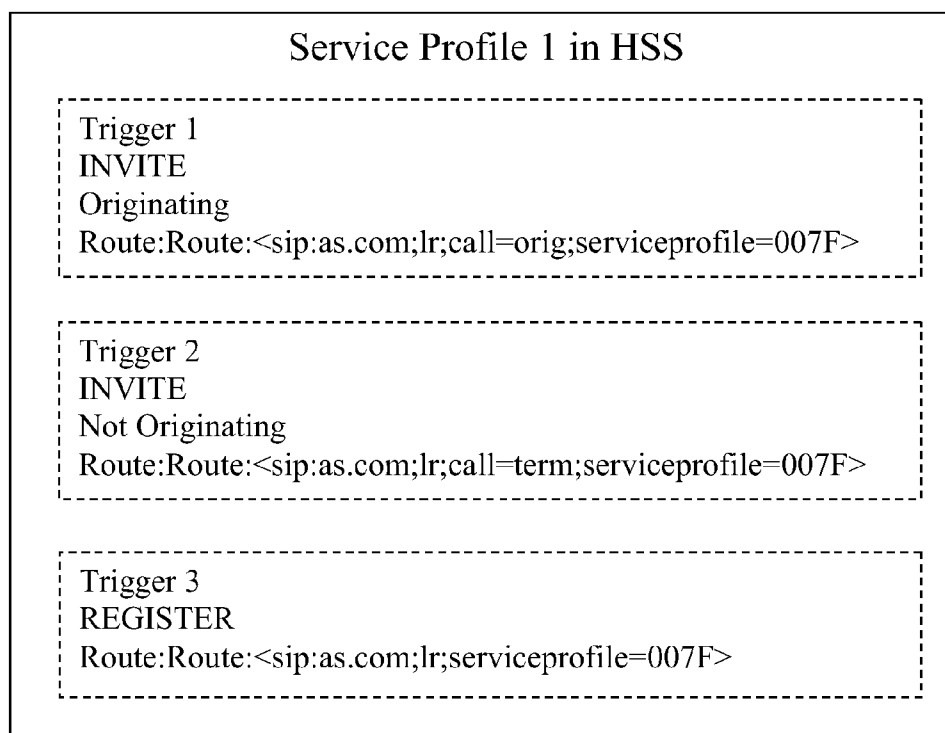 Service Profile 1 in HSS
Trigger 1
INVITE
Originating
Route:Route:<sip:as.com;lr;call=orig;serviceprofile=007F>
Trigger 2
INVITE
Not Originating
Route:Route:<sip:as.com;lr;call=term;serviceprofile=007F>
Trigger 3
REGISTER
Route:Route:<sip:as.com;lr;serviceprofile=007F>